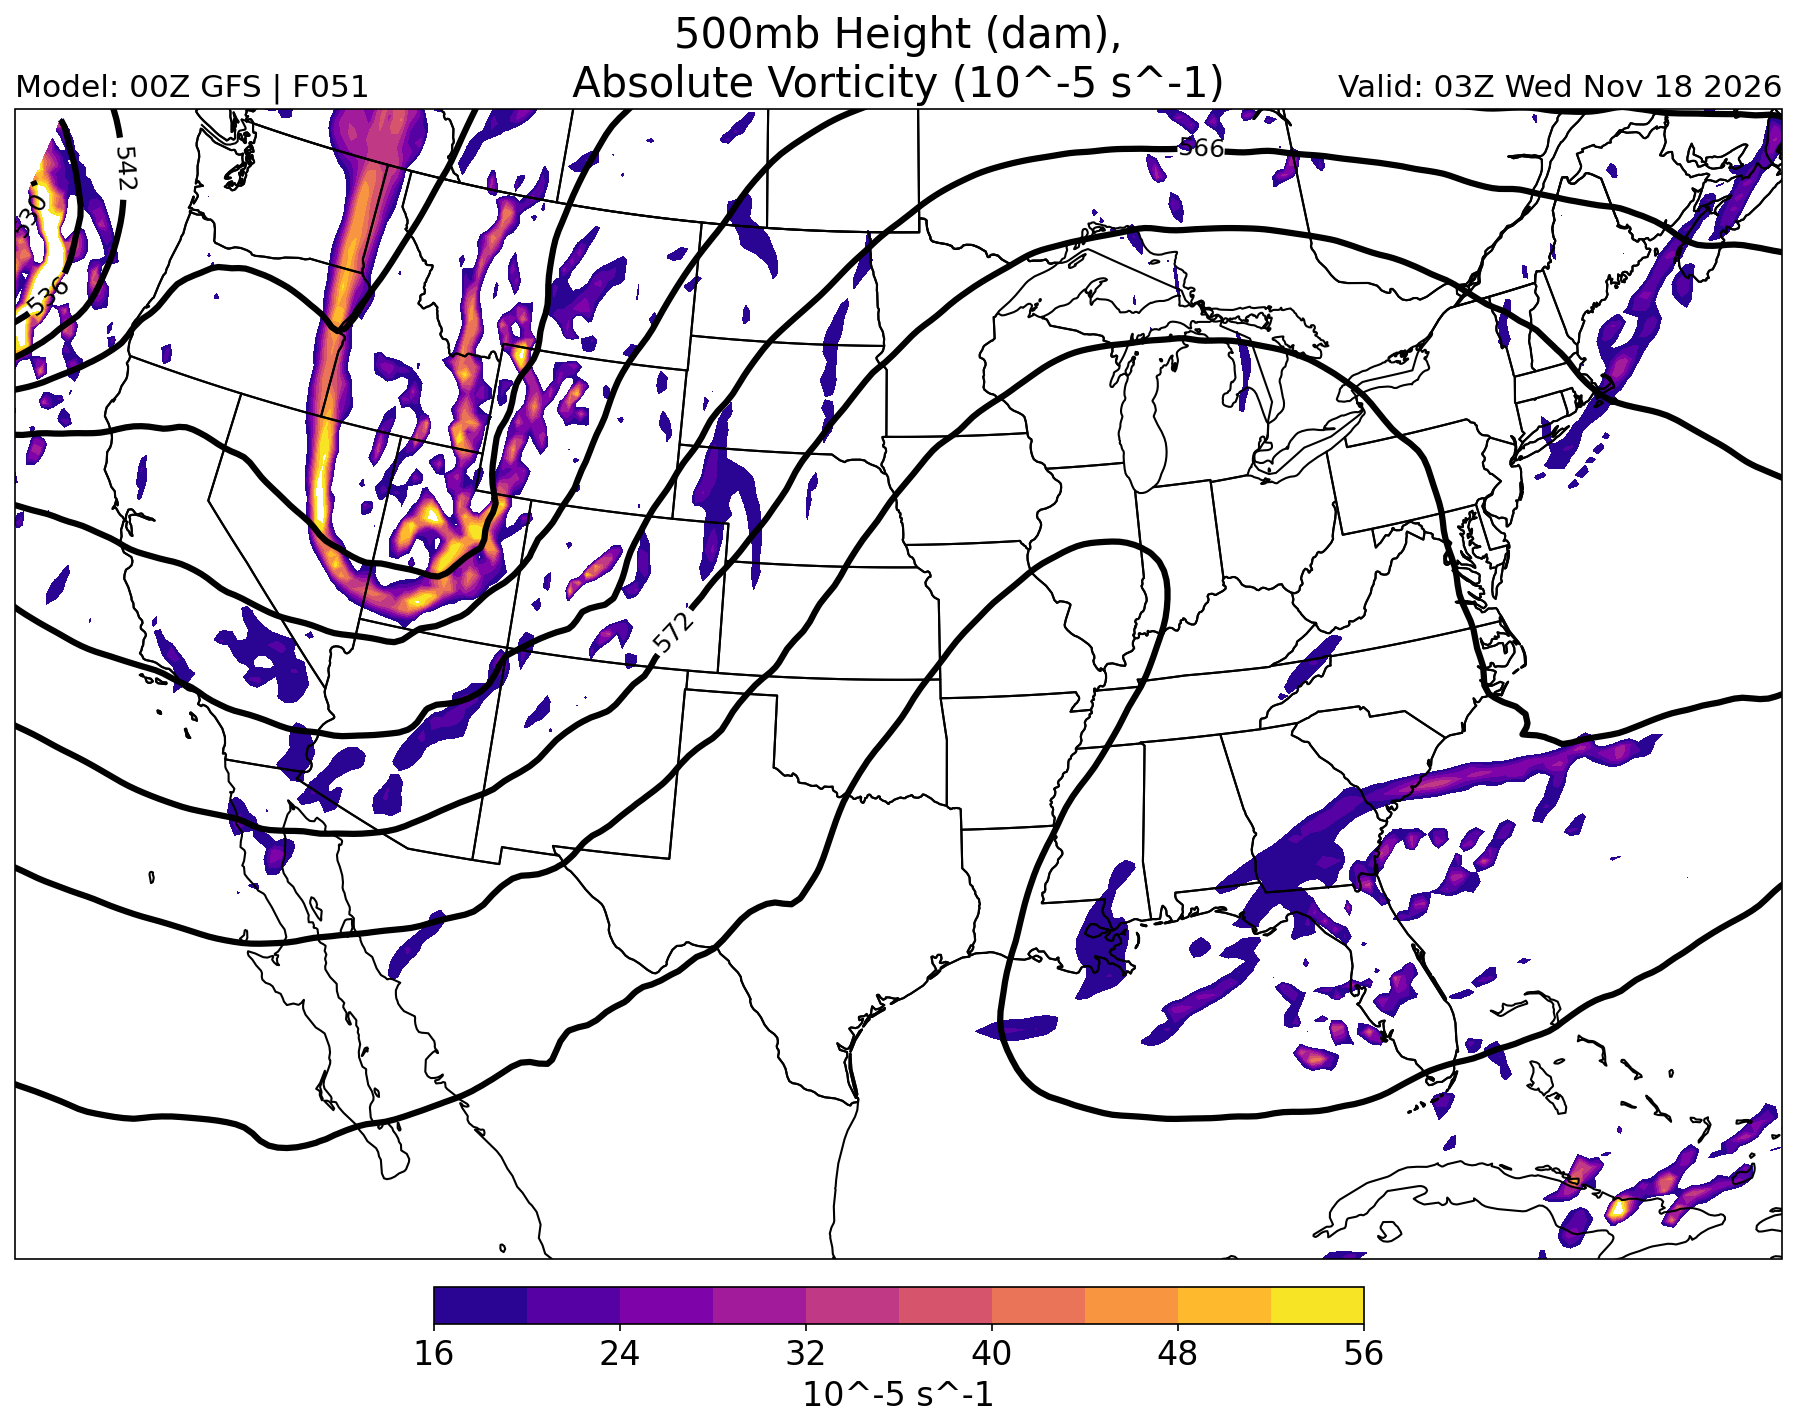 500mb Height (dam),
Model: 00Z GFS | F051
Absolute Vorticity (10^-5 s^-1)
Valid: 03Z Wed Nov 18 2026
542
566
530
536
572
16
24
32
40
48
56
10^-5 s^-1